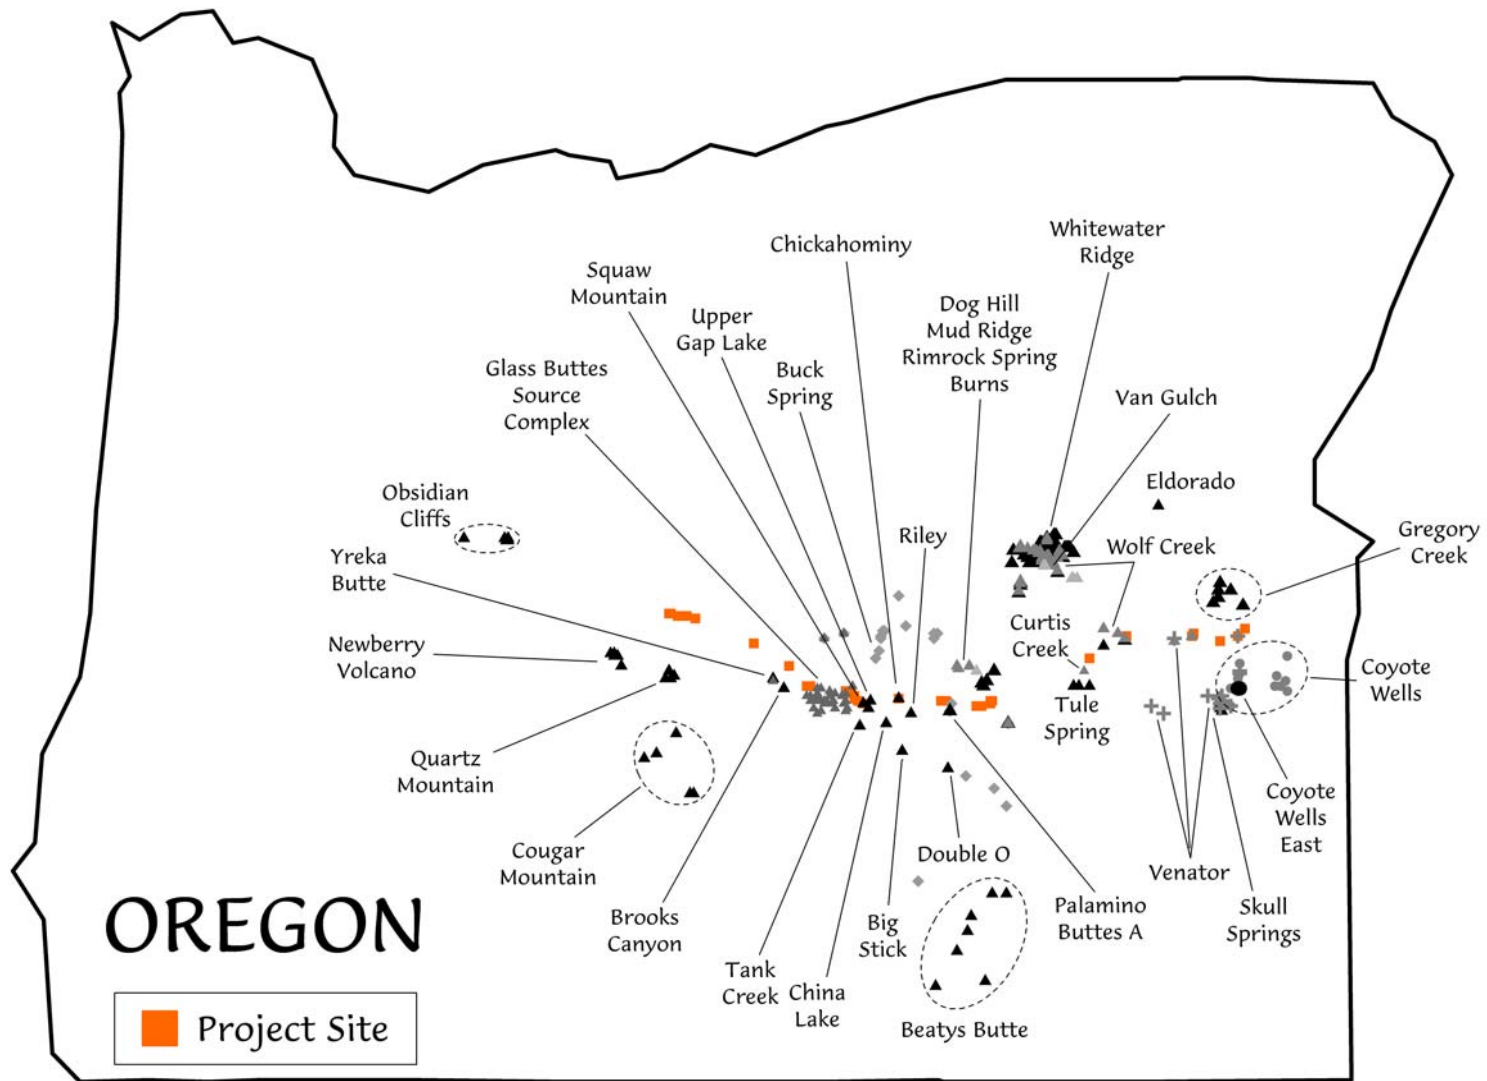 Whitewater
Ridge
Chickahominy
Squaw
Mountain
Dog Hill
Mud Ridge
Rimrock Spring
Burns
Upper
Gap Lake
Glass Buttes
Source
Complex
Buck
Spring
Van Gulch
Eldorado
Obsidian
Cliffs
Gregory
Creek
Riley
Wolf Creek
Yreka
Butte
Curtis
Creek
Newberry
Volcano
Coyote
Wells
Tule
Spring
Quartz
Mountain
Coyote
Wells
East
Cougar
Mountain
Double O
Venator
Brooks
Canyon
Big
Stick
Palamino
Buttes A
Skull
Springs
Tank
Creek
China
Lake
Beatys Butte
OREGON
Project Site